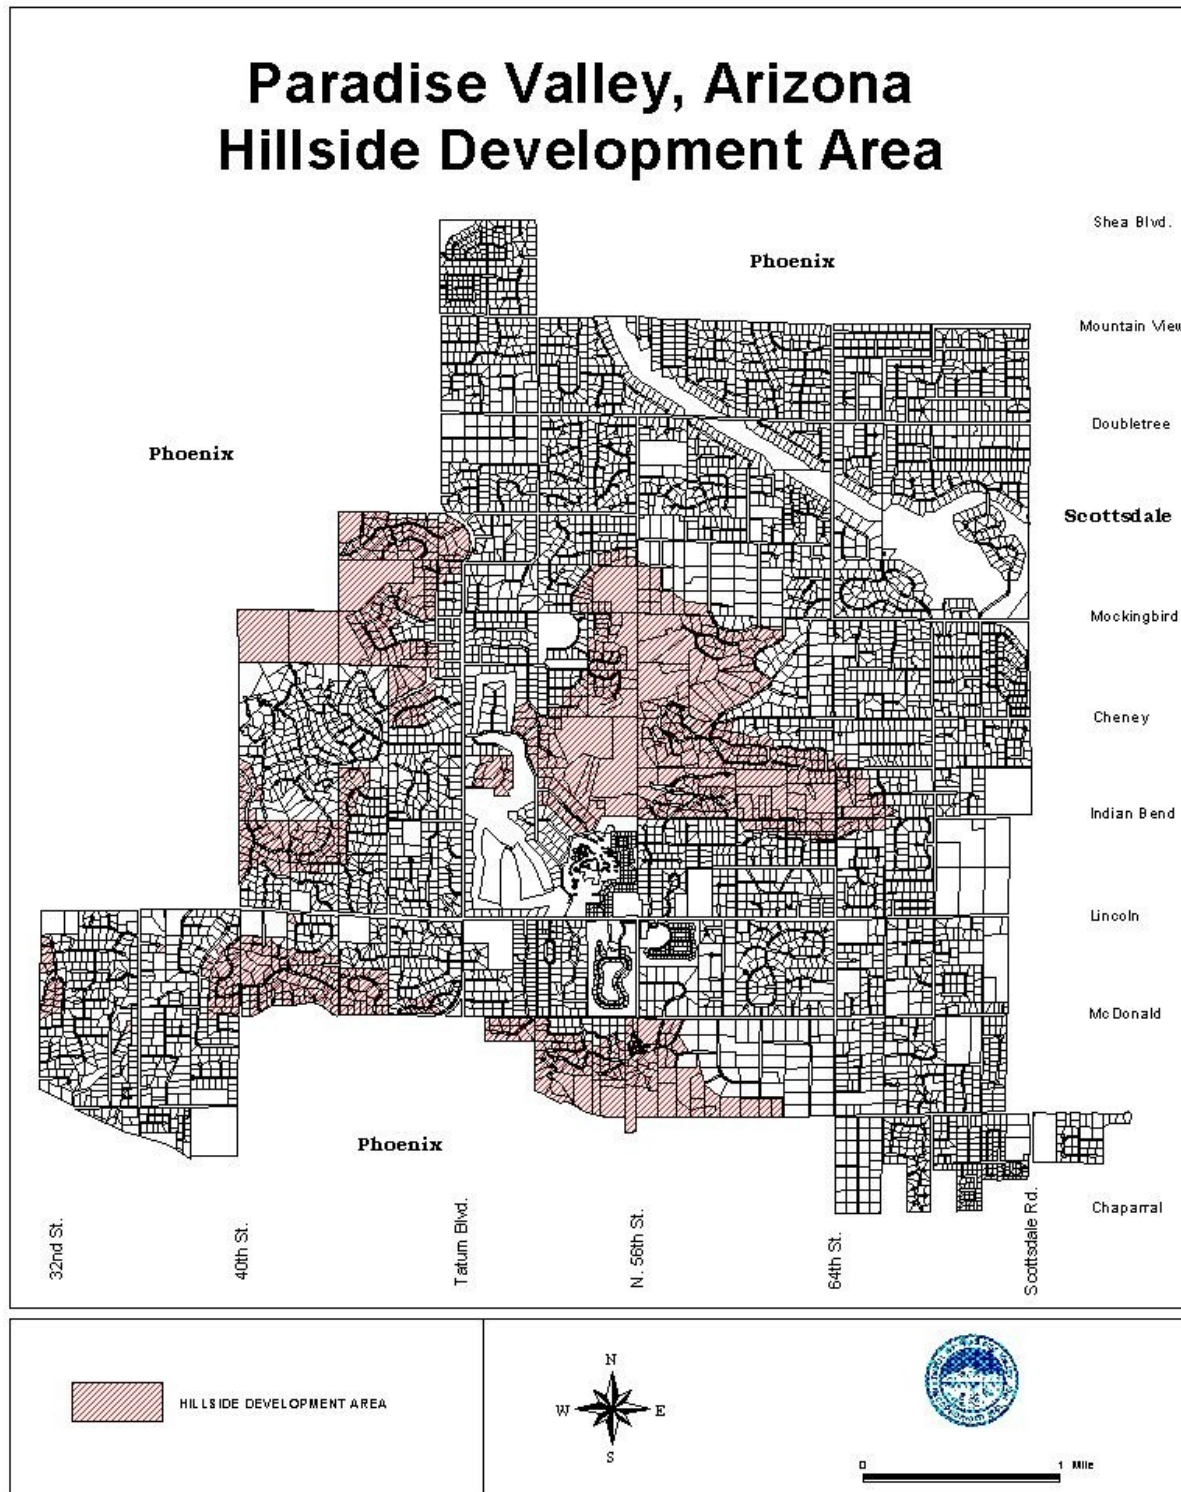 Paradise Valley, Arizona
Hillside Development Area
Shea Blvd.
Phoenix
Mountain View
Doubletree
Phoenix
Scottsdale
Mockingbird
Cheney
Indian Bend
Lincoln
McDonald
Phoenix
Chaparral
32nd St.
40th St.
Tatum Blvd.
N. 56th St.
64th St.
Scottsdale Rd.
HILLSIDE DEVELOPMENT AREA
N
W E
S
0 1 Mile